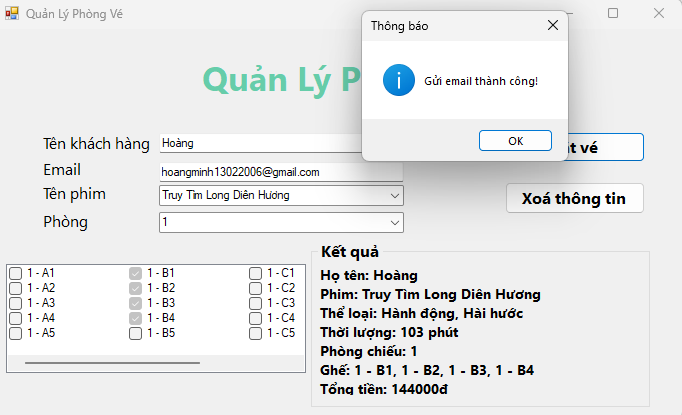 Quản Lý Phòng Vé
Thông báo
Gửi email thành công!
OK
Quản Lý P
Tên khách hàng
Hoàng
Email
hoangminh13022006@gmail.com
Tên phim
Truy Tìm Long Diên Hương
Phòng
1
vé
Xoá thông tin
1 - A1 1 - B1 1 - C1
1 - A2 1 - B2 1 - C2
1 - A3 1 - B3 1 - C3
1 - A4 1 - B4 1 - C4
1 - A5 1 - B5 1 - C5
Kết quả
Họ tên: Hoàng
Phim: Truy Tìm Long Diên Hương
Thể loại: Hành động, Hài hước
Thời lượng: 103 phút
Phòng chiếu: 1
Ghế: 1 - B1, 1 - B2, 1 - B3, 1 - B4
Tổng tiền: 144000đ